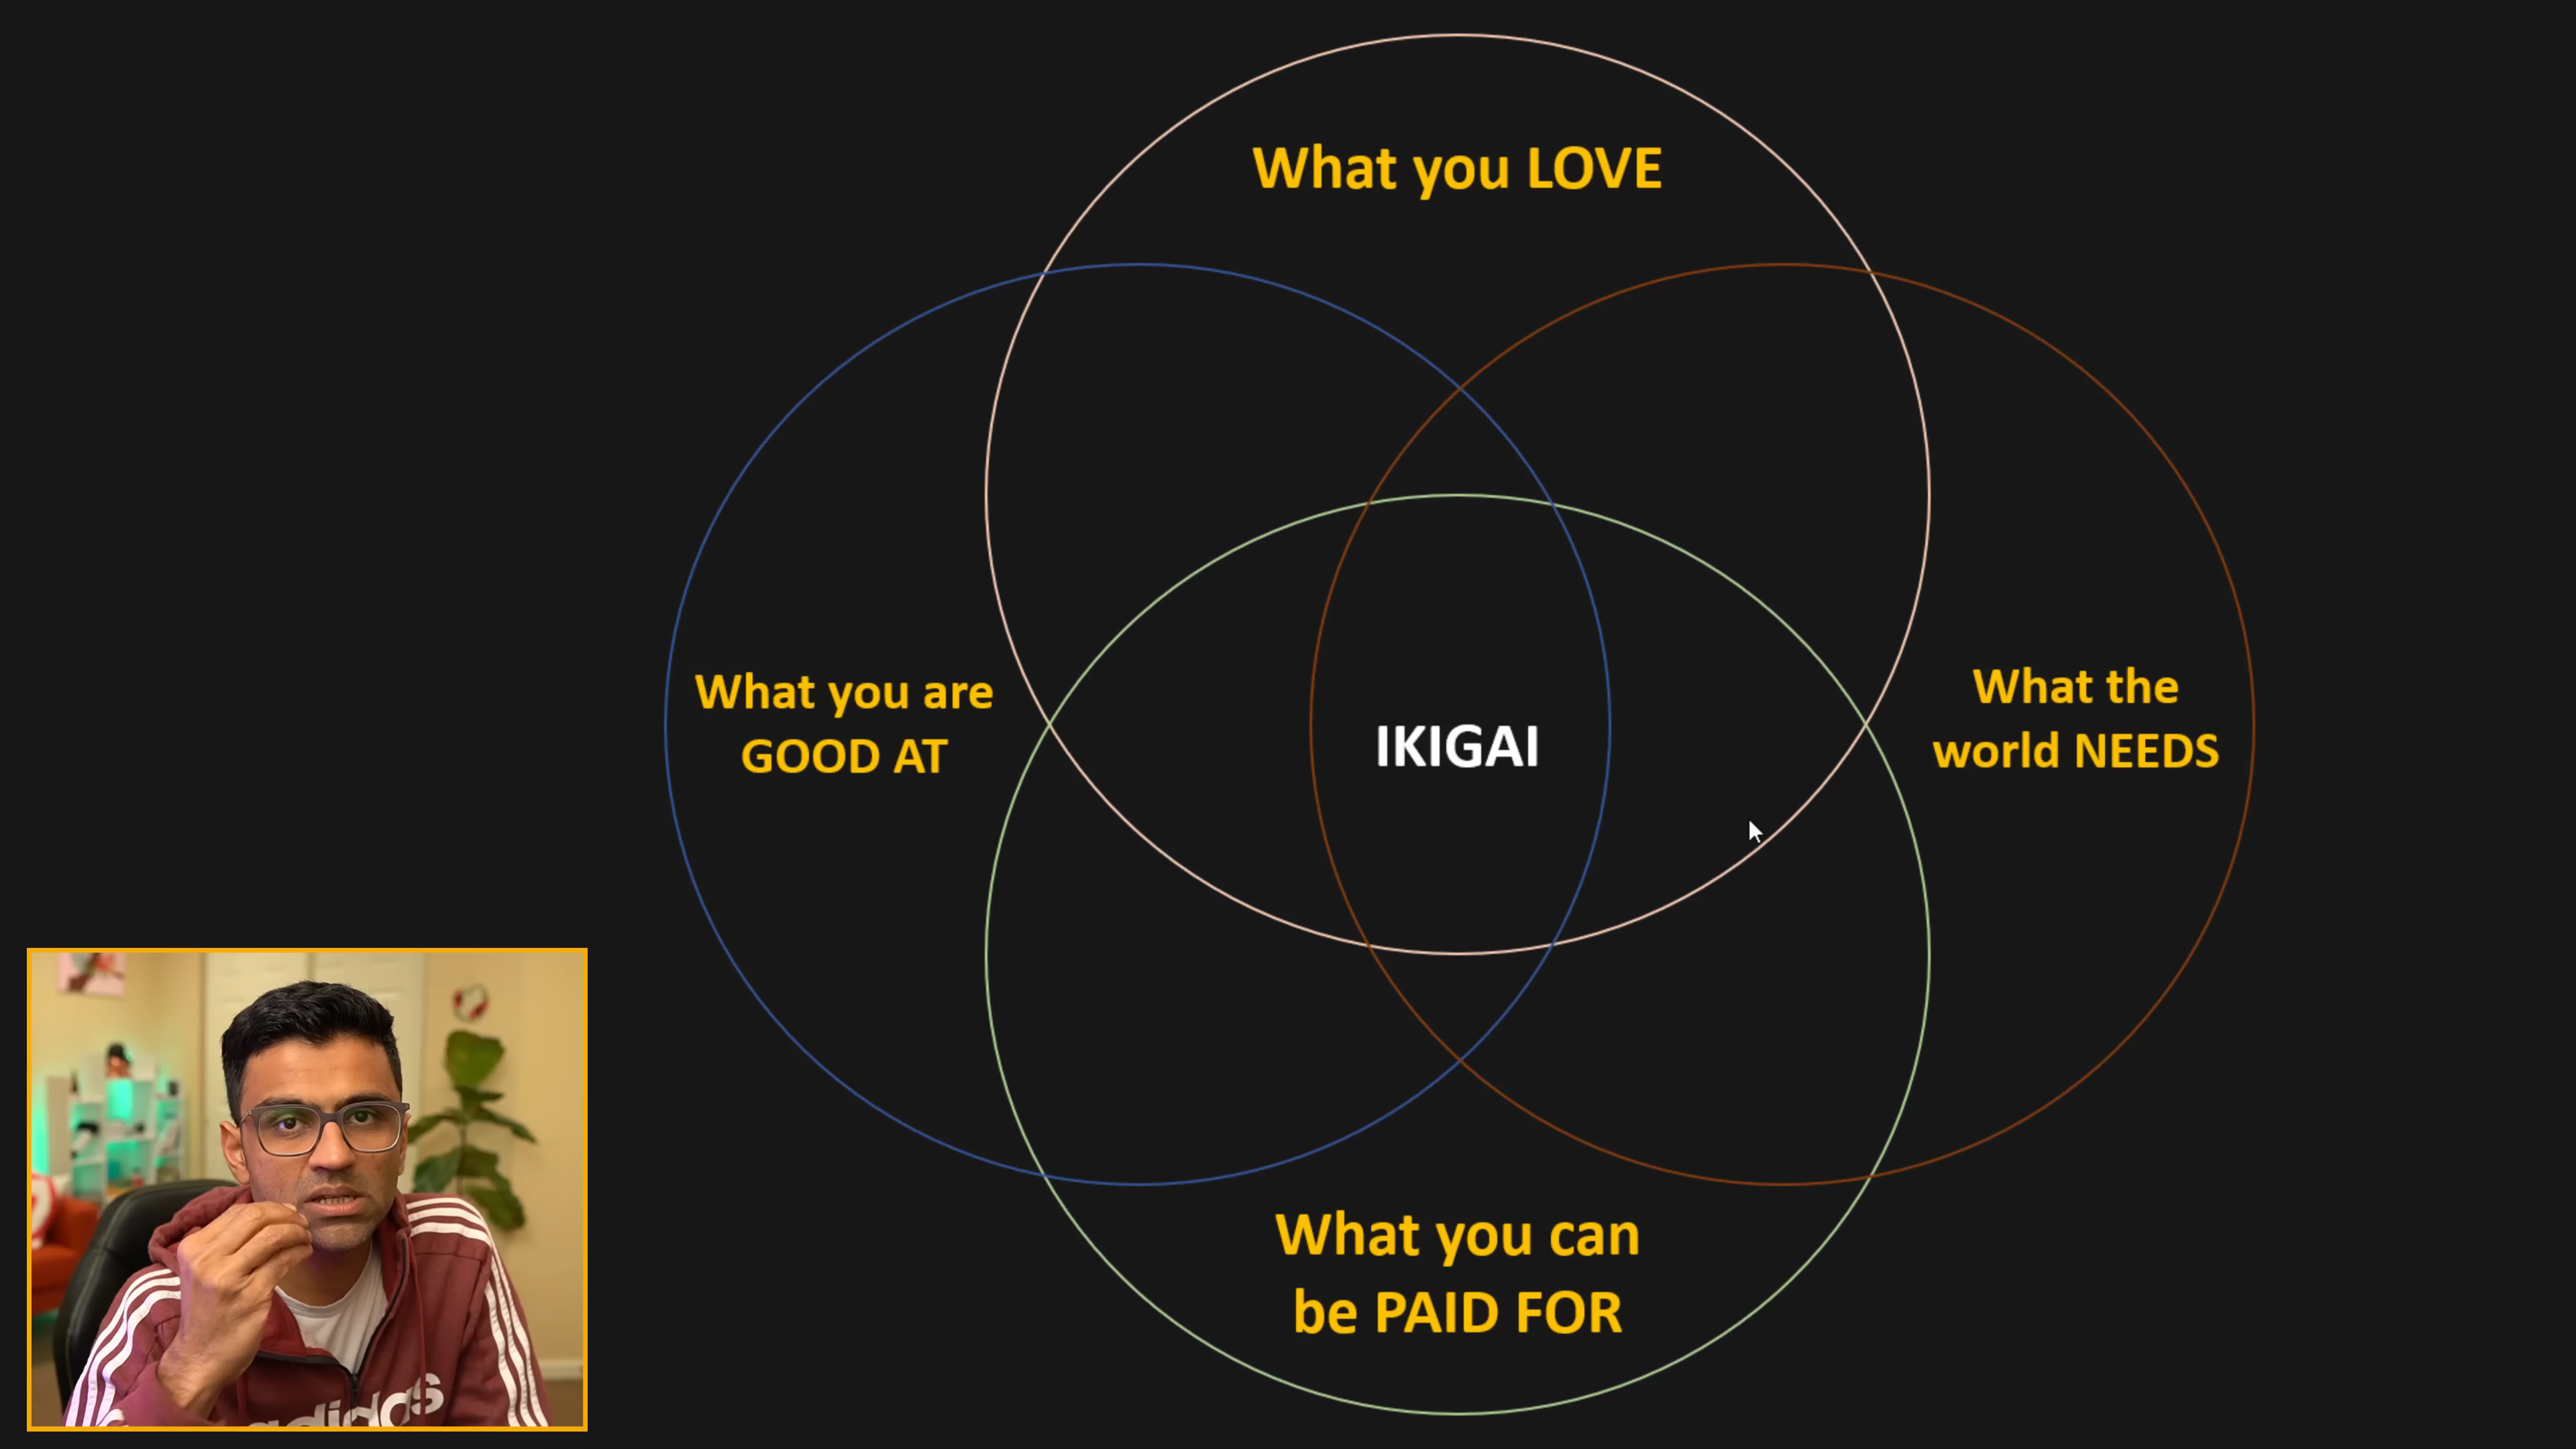 What you LOVE
What you are
GOOD AT
IKIGAI
What the
world NEEDS
What you can
be PAID FOR
adidas